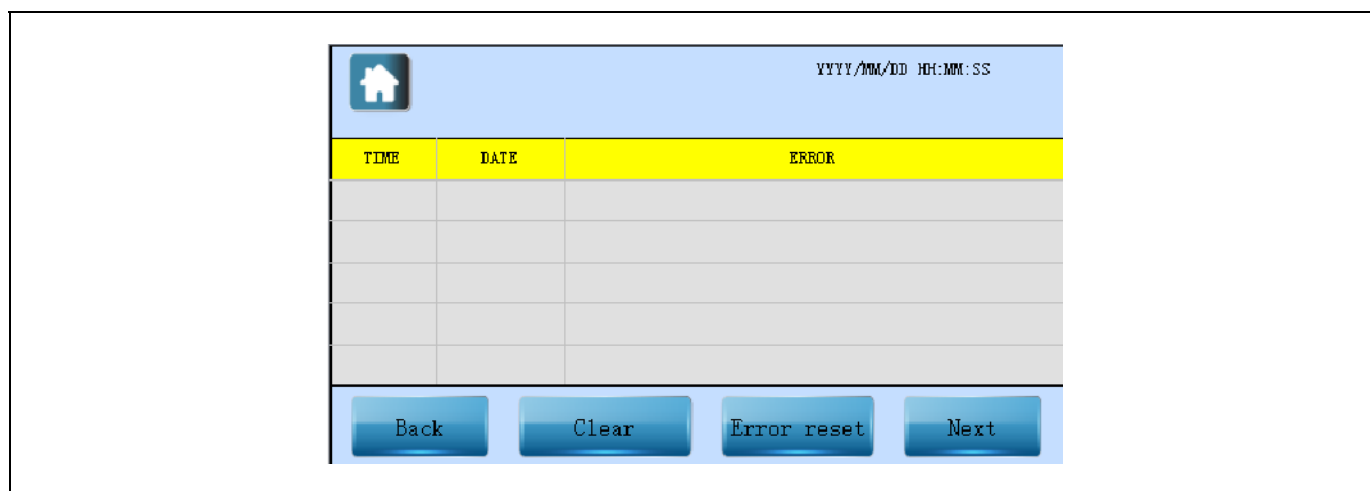 YYYY/MM/DD HH:MM:SS
TIME DATE ERROR
Back Clear Error reset Next